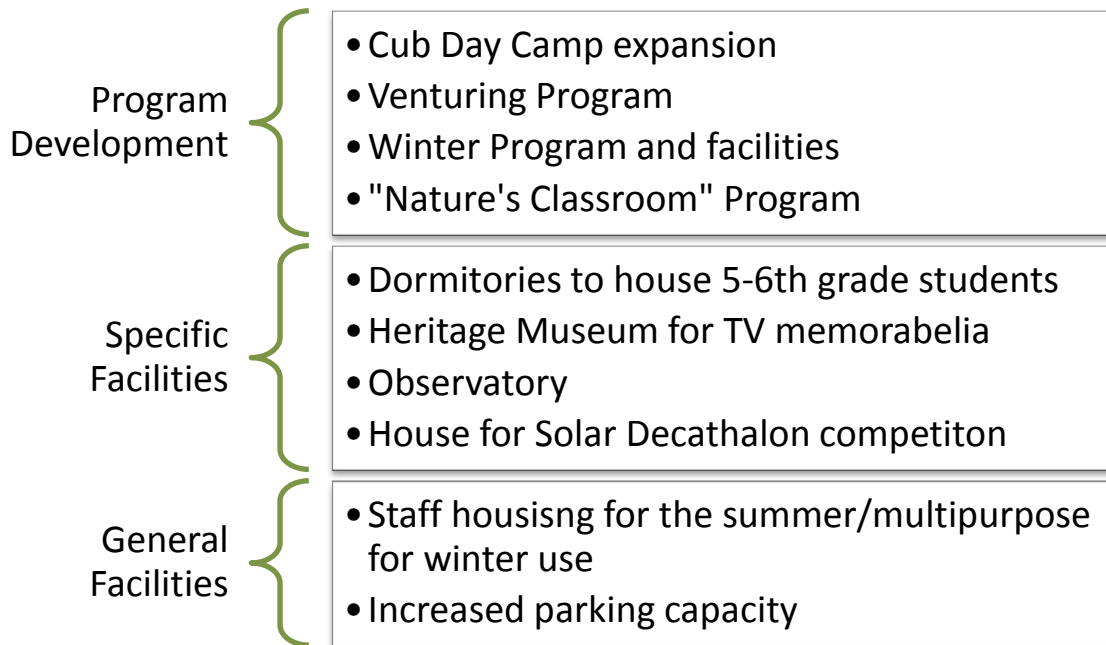 Program
Development
• Cub Day Camp expansion
• Venturing Program
• Winter Program and facilities
• "Nature's Classroom" Program
Specific
Facilities
• Dormitories to house 5-6th grade students
• Heritage Museum for TV memorabelia
• Observatory
• House for Solar Decathalon competiton
General
Facilities
• Staff housisng for the summer/multipurpose
for winter use
• Increased parking capacity